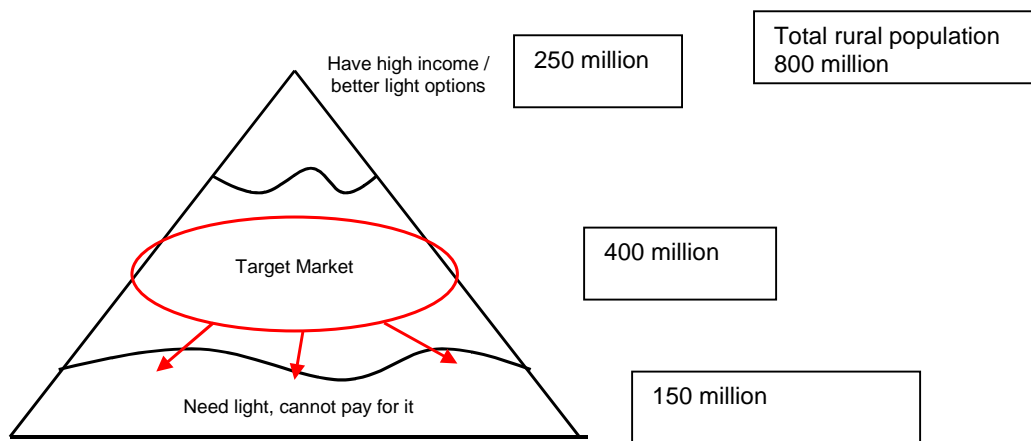 Total rural population
800 million
Have high income /
better light options
250 million
Target Market
400 million
Need light, cannot pay for it
150 million